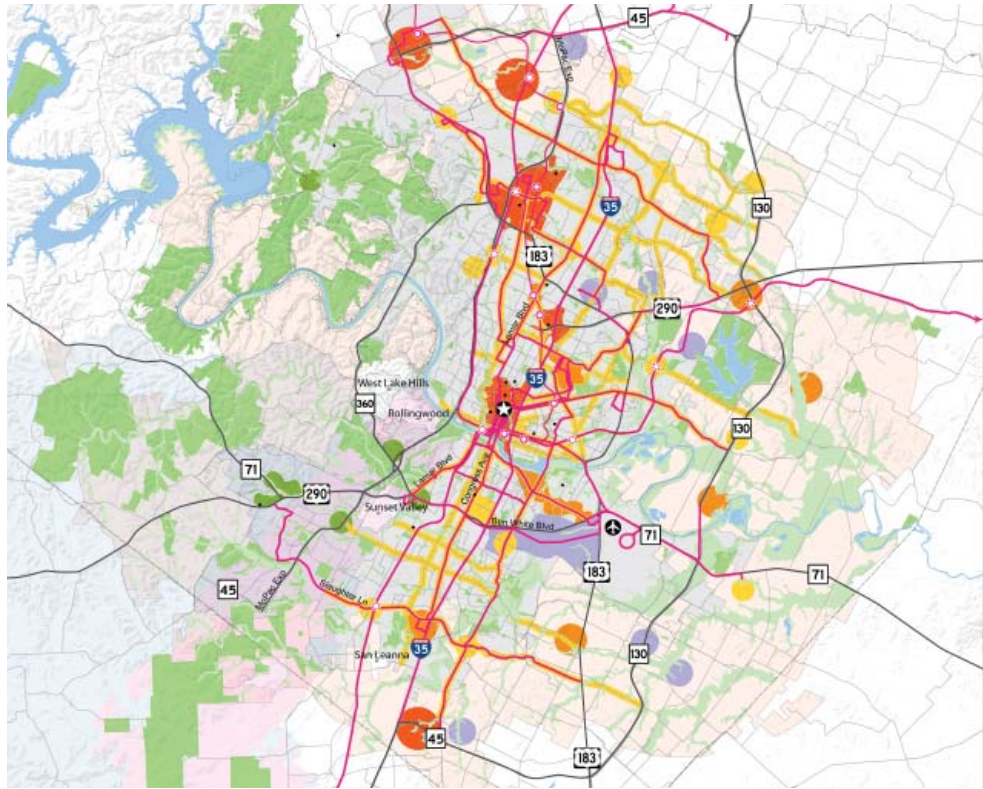 45
MoPac Exp
130
35
183
290
Lamar Blvd
35
West Lake Hills
360
Rollingwood
130
71
Lamar Blvd
Congress Ave
290
Sunset Valley
Ben White Blvd
71
183
71
45
MoPac Exp
Slaughter Ln
35
San Leanna
130
45
183